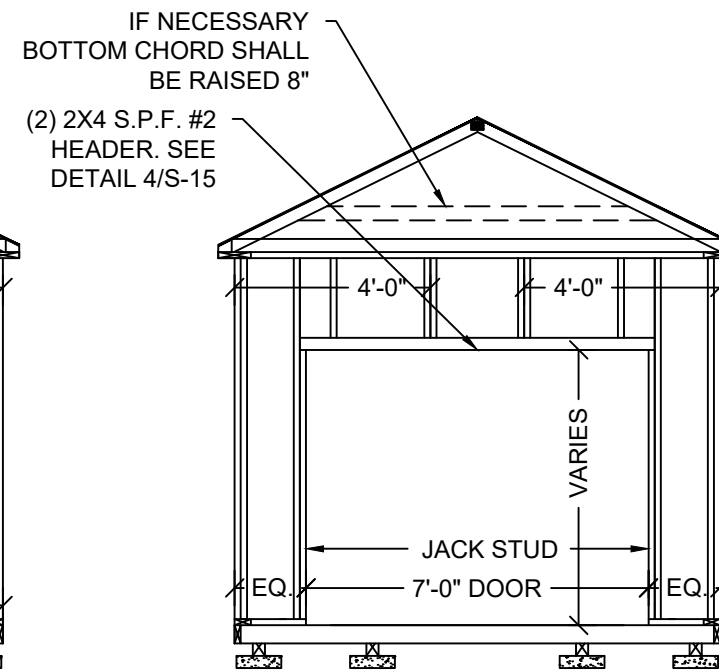 IF NECESSARY
BOTTOM CHORD SHALL
BE RAISED 8"
(2) 2X4 S.P.F. #2
HEADER. SEE
DETAIL 4/S-15
4'-0"
4'-0"
VARIES
JACK STUD
EQ.
7'-0" DOOR
EQ.